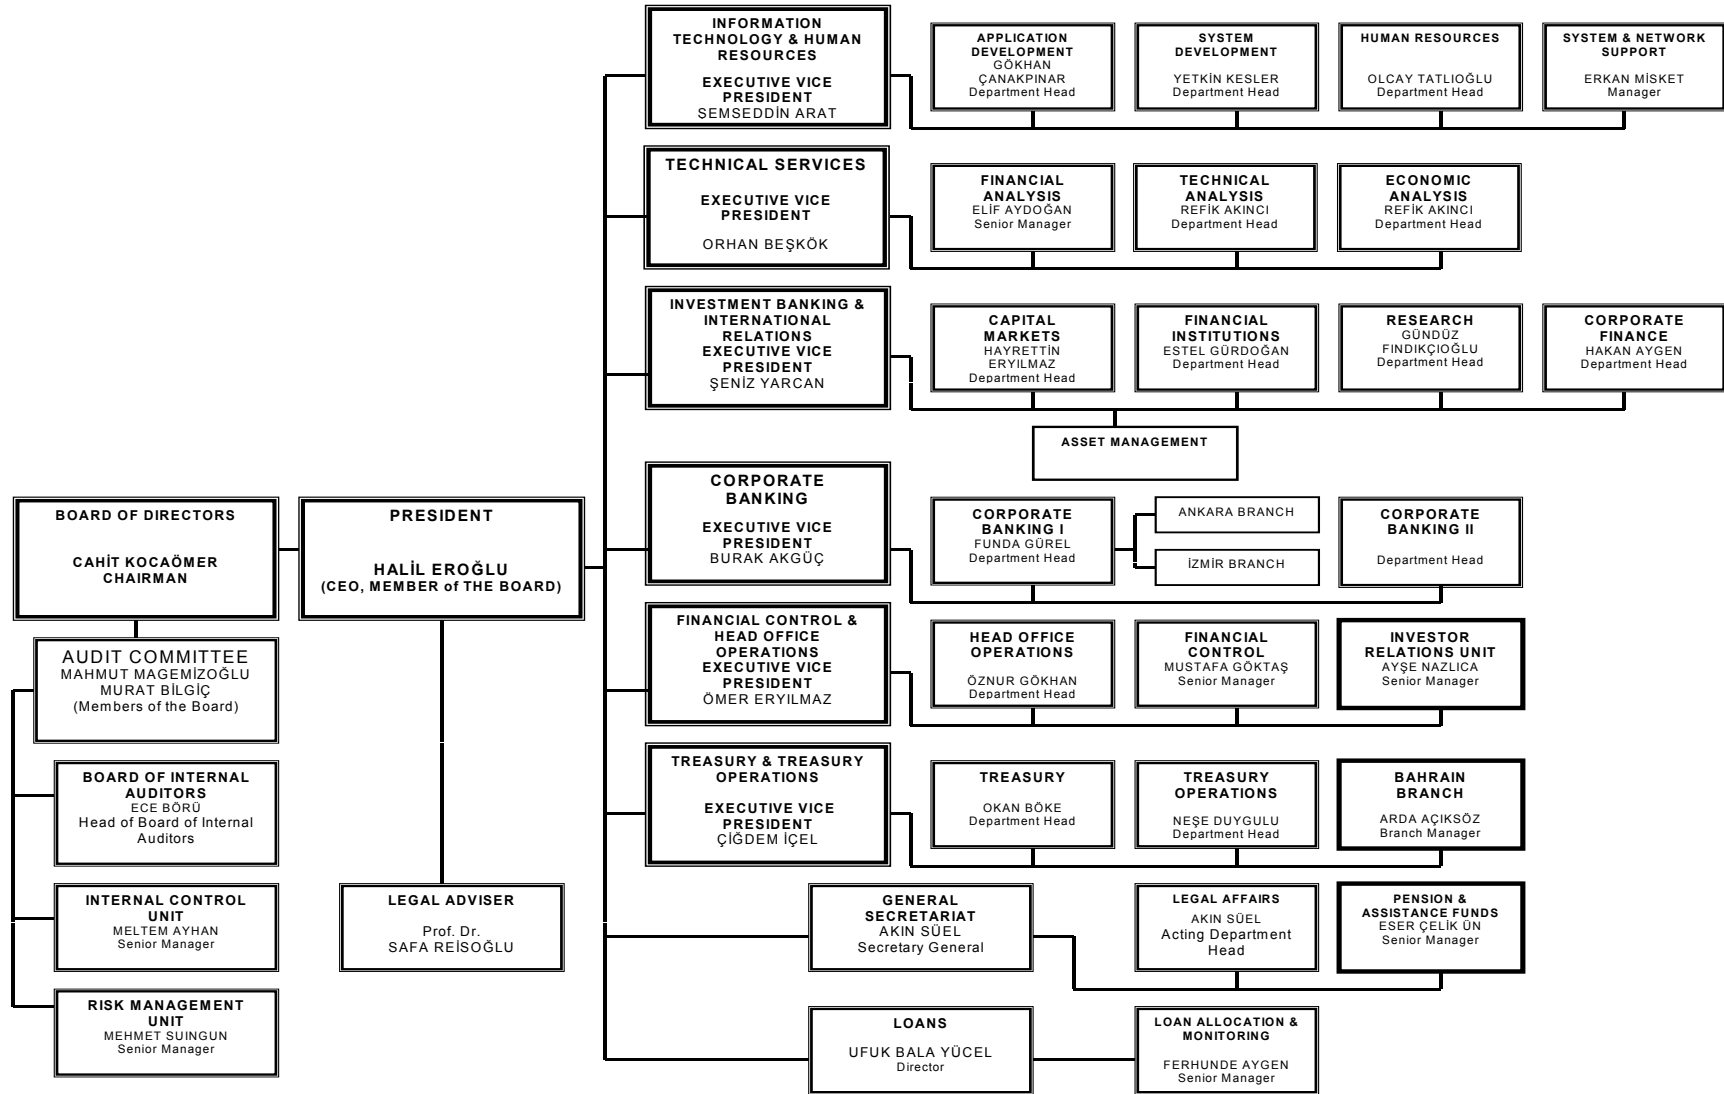 INFORMATION
TECHNOLOGY & HUMAN
RESOURCES
EXECUTIVE VICE
PRESIDENT
ŞEMSEDDİN ARAT
APPLICATION
DEVELOPMENT
GÖKHAN
ÇANAKPINAR
Department Head
SYSTEM
DEVELOPMENT
YETKİN KESLER
Department Head
HUMAN RESOURCES
OLCAY TATLIOĞLU
Department Head
SYSTEM & NETWORK
SUPPORT
ERKAN MİSKET
Manager
TECHNICAL SERVICES
EXECUTIVE VICE
PRESIDENT
ORHAN BEŞKÖK
FINANCIAL
ANALYSIS
ELİF AYDOĞAN
Senior Manager
TECHNICAL
ANALYSIS
REFİK AKINCI
Department Head
ECONOMIC
ANALYSIS
REFİK AKINCI
Department Head
INVESTMENT BANKING &
INTERNATIONAL
RELATIONS
EXECUTIVE VICE
PRESIDENT
ŞENİZ YARCAN
CAPITAL
MARKETS
HAYRETTİN
ERYILMAZ
Department Head
FINANCIAL
INSTITUTIONS
ESTEL GÜRDOĞAN
Department Head
RESEARCH
GÜNDÜZ
FINDIKÇIOĞLU
Department Head
CORPORATE
FINANCE
HAKAN AYGEN
Department Head
ASSET MANAGEMENT
BOARD OF DIRECTORS
CAHİT KOCAÖMER
CHAIRMAN
PRESIDENT
HALİL EROĞLU
(CEO, MEMBER of THE BOARD)
CORPORATE
BANKING
EXECUTIVE VICE
PRESIDENT
BURAK AKGÜÇ
CORPORATE
BANKING I
FUNDA GÜREL
Department Head
ANKARA BRANCH
İZMİR BRANCH
CORPORATE
BANKING II
Department Head
AUDIT COMMITTEE
MAHMUT MAGEMİZOĞLU
MURAT BİLGİÇ
(Members of the Board)
FINANCIAL CONTROL &
HEAD OFFICE
OPERATIONS
EXECUTIVE VICE
PRESIDENT
ÖMER ERYILMAZ
HEAD OFFICE
OPERATIONS
ÖZNUR GÖKHAN
Department Head
FINANCIAL
CONTROL
MUSTAFA GÖKTAŞ
Senior Manager
INVESTOR
RELATIONS UNIT
AYŞE NAZLICA
Senior Manager
BOARD OF INTERNAL
AUDITORS
ECE BÖRÜ
Head of Board of Internal
Auditors
TREASURY & TREASURY
OPERATIONS
EXECUTIVE VICE
PRESIDENT
ÇİĞDEM İÇEL
TREASURY
OKAN BÖKE
Department Head
TREASURY
OPERATIONS
NEŞE DUYGULU
Department Head
BAHRAIN
BRANCH
ARDA AÇIKSÖZ
Branch Manager
INTERNAL CONTROL
UNIT
MELTEM AYHAN
Senior Manager
LEGAL ADVISER
Prof. Dr.
SAFA REİSOĞLU
GENERAL
SECRETARIAT
AKIN SÜEL
Secretary General
LEGAL AFFAIRS
AKIN SÜEL
Acting Department
Head
PENSION &
ASSISTANCE FUNDS
ESER ÇELİK ÜN
Senior Manager
RISK MANAGEMENT
UNIT
MEHMET SUINGUN
Senior Manager
LOANS
UFUK BALA YÜCEL
Director
LOAN ALLOCATION &
MONITORING
FERHUNDE AYGEN
Senior Manager